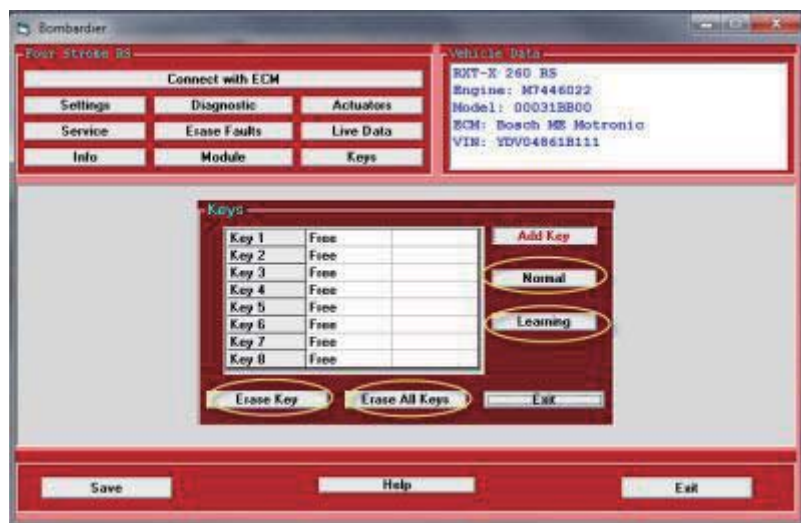 Bombardier
Four Stroke RS
Connect with ECM
Settings Diagnostic Actuators
Service Erase Faults Live Data
Info Module Keys
Vehicle Data
RXT-X 260 RS
Engine: M7446022
Model: 00031BB00
ECM: Bosch ME Motronic
VIN: YDV04861B111
Keys
Key 1 Free
Key 2 Free
Key 3 Free
Key 4 Free
Key 5 Free
Key 6 Free
Key 7 Free
Key 8 Free
Add Key
Normal
Learning
Erase Key Erase All Keys Exit
Save Help Exit